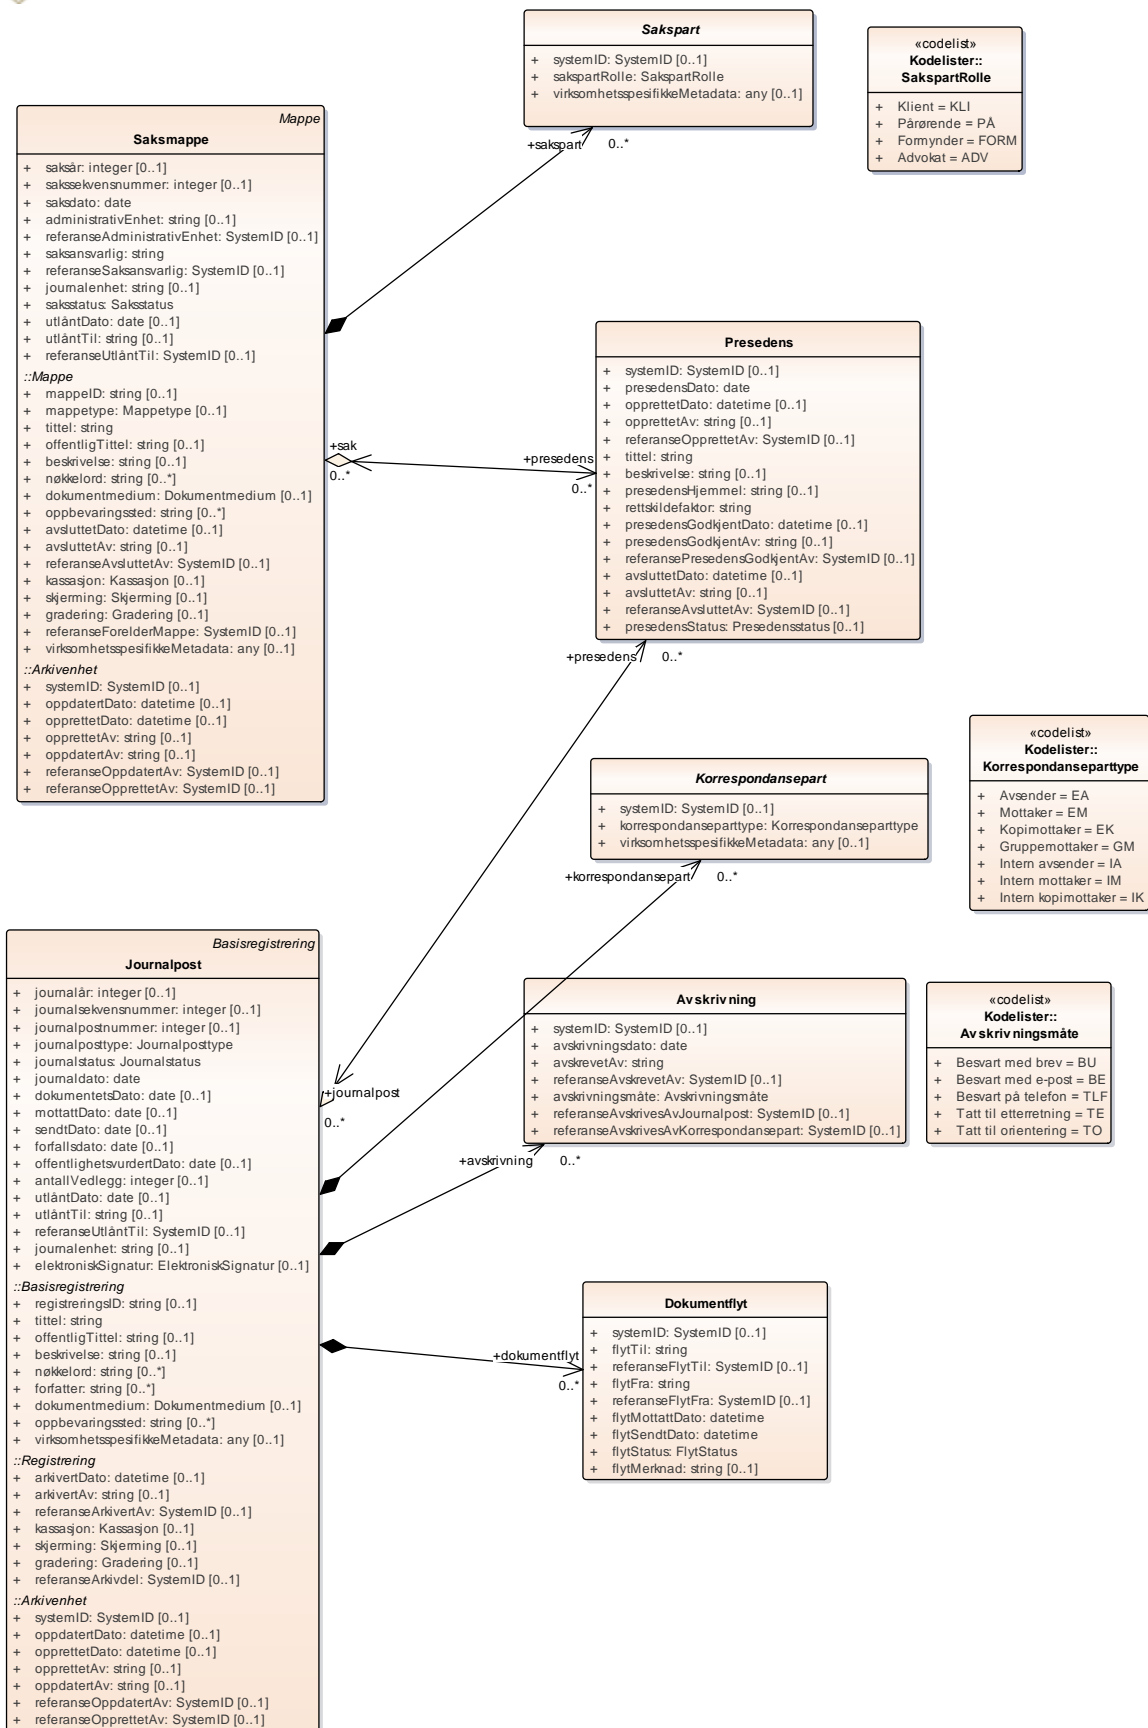 Sakspart
+ systemID: SystemID [0..1]
+ sakspartRolle: SakspartRolle
+ virksomhetsspesifikkeMetadata: any [0..1]
«codelist»
Kodelister::
SakspartRolle
+ Klient = KLI
+ Pårørende = PÅ
+ Formynder = FORM
+ Advokat = ADV
+sakspart
0..*
Mappe
Saksmappe
+ saksår: integer [0..1]
+ sakssekvensnummer: integer [0..1]
+ saksdato: date
+ administrativEnhet: string [0..1]
+ referanseAdministrativEnhet: SystemID [0..1]
+ saksansvarlig: string
+ referanseSaksansvarlig: SystemID [0..1]
+ journalenhet: string [0..1]
+ saksstatus: Saksstatus
+ utlåntDato: date [0..1]
+ utlåntTil: string [0..1]
+ referanseUtlåntTil: SystemID [0..1]
::Mappe
+ mappeID: string [0..1]
+ mappetype: Mappetype [0..1]
+ tittel: string
+ offentligTittel: string [0..1]
+ beskrivelse: string [0..1]
+ nøkkelord: string [0..*]
+ dokumentmedium: Dokumentmedium [0..1]
+ oppbevaringssted: string [0..*]
+ avsluttetDato: datetime [0..1]
+ avsluttetAv: string [0..1]
+ referanseAvsluttetAv: SystemID [0..1]
+ kassasjon: Kassasjon [0..1]
+ skjerming: Skjerming [0..1]
+ gradering: Gradering [0..1]
+ referanseForelderMappe: SystemID [0..1]
+ virksomhetsspesifikkeMetadata: any [0..1]
::Arkivenhet
+ systemID: SystemID [0..1]
+ oppdatertDato: datetime [0..1]
+ opprettetDato: datetime [0..1]
+ opprettetAv: string [0..1]
+ oppdatertAv: string [0..1]
+ referanseOppdatertAv: SystemID [0..1]
+ referanseOpprettetAv: SystemID [0..1]
+sak
0..*
+presedens
0..*
Presedens
+ systemID: SystemID [0..1]
+ presedensDato: date
+ opprettetDato: datetime [0..1]
+ opprettetAv: string [0..1]
+ referanseOpprettetAv: SystemID [0..1]
+ tittel: string
+ beskrivelse: string [0..1]
+ presedensHjemmel: string [0..1]
+ rettskildefaktor: string
+ presedensGodkjentDato: datetime [0..1]
+ presedensGodkjentAv: string [0..1]
+ referansePresedensGodkjentAv: SystemID [0..1]
+ avsluttetDato: datetime [0..1]
+ avsluttetAv: string [0..1]
+ referanseAvsluttetAv: SystemID [0..1]
+ presedensStatus: Presedensstatus [0..1]
+presedens
0..*
Korrespondansepart
+ systemID: SystemID [0..1]
+ korrespondanseparttype: Korrespondanseparttype
+ virksomhetsspesifikkeMetadata: any [0..1]
+korrespondansepart
0..*
«codelist»
Kodelister::
Korrespondanseparttype
+ Avsender = EA
+ Mottaker = EM
+ Kopimottaker = EK
+ Gruppemottaker = GM
+ Intern avsender = IA
+ Intern mottaker = IM
+ Intern kopimottaker = IK
Basisregistrering
Journalpost
+ journalår: integer [0..1]
+ journalsekvensnummer: integer [0..1]
+ journalpostnummer: integer [0..1]
+ journalposttype: Journalposttype
+ journalstatus: Journalstatus
+ journaldato: date
+ dokumentetsDato: date [0..1]
+ mottattDato: date [0..1]
+ sendtDato: date [0..1]
+ forfallsdato: date [0..1]
+ offentlighetsvurdertDato: date [0..1]
+ antallVedlegg: integer [0..1]
+ utlåntDato: date [0..1]
+ utlåntTil: string [0..1]
+ referanseUtlåntTil: SystemID [0..1]
+ journalenhet: string [0..1]
+ elektroniskSignatur: ElektroniskSignatur [0..1]
::Basisregistrering
+ registreringsID: string [0..1]
+ tittel: string
+ offentligTittel: string [0..1]
+ beskrivelse: string [0..1]
+ nøkkelord: string [0..*]
+ forfatter: string [0..*]
+ dokumentmedium: Dokumentmedium [0..1]
+ oppbevaringssted: string [0..*]
+ virksomhetsspesifikkeMetadata: any [0..1]
::Registrering
+ arkivertDato: datetime [0..1]
+ arkivertAv: string [0..1]
+ referanseArkivertAv: SystemID [0..1]
+ kassasjon: Kassasjon [0..1]
+ skjerming: Skjerming [0..1]
+ gradering: Gradering [0..1]
+ referanseArkivdel: SystemID [0..1]
::Arkivenhet
+ systemID: SystemID [0..1]
+ oppdatertDato: datetime [0..1]
+ opprettetDato: datetime [0..1]
+ opprettetAv: string [0..1]
+ oppdatertAv: string [0..1]
+ referanseOppdatertAv: SystemID [0..1]
+ referanseOpprettetAv: SystemID [0..1]
+journalpost
0..*
Avskrivning
+ systemID: SystemID [0..1]
+ avskrivningsdato: date
+ avskrevetAv: string
+ referanseAvskrevetAv: SystemID [0..1]
+ avskrivningsmåte: Avskrivningsmåte
+ referanseAvskrivesAvJournalpost: SystemID [0..1]
+ referanseAvskrivesAvKorrespondansepart: SystemID [0..1]
+avskrivning
0..*
«codelist»
Kodelister::
Avskrivningsmåte
+ Besvart med brev = BU
+ Besvart med e-post = BE
+ Besvart på telefon = TLF
+ Tatt til etterretning = TE
+ Tatt til orientering = TO
+dokumentflyt
0..*
Dokumentflyt
+ systemID: SystemID [0..1]
+ flytTil: string
+ referanseFlytTil: SystemID [0..1]
+ flytFra: string
+ referanseFlytFra: SystemID [0..1]
+ flytMottattDato: datetime
+ flytSendtDato: datetime
+ flytStatus: FlytStatus
+ flytMerknad: string [0..1]